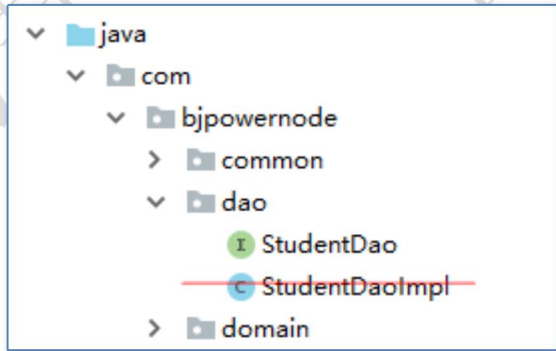 java
com
bjpowernode
common
dao
I StudentDao
C StudentDaoImpl
domain